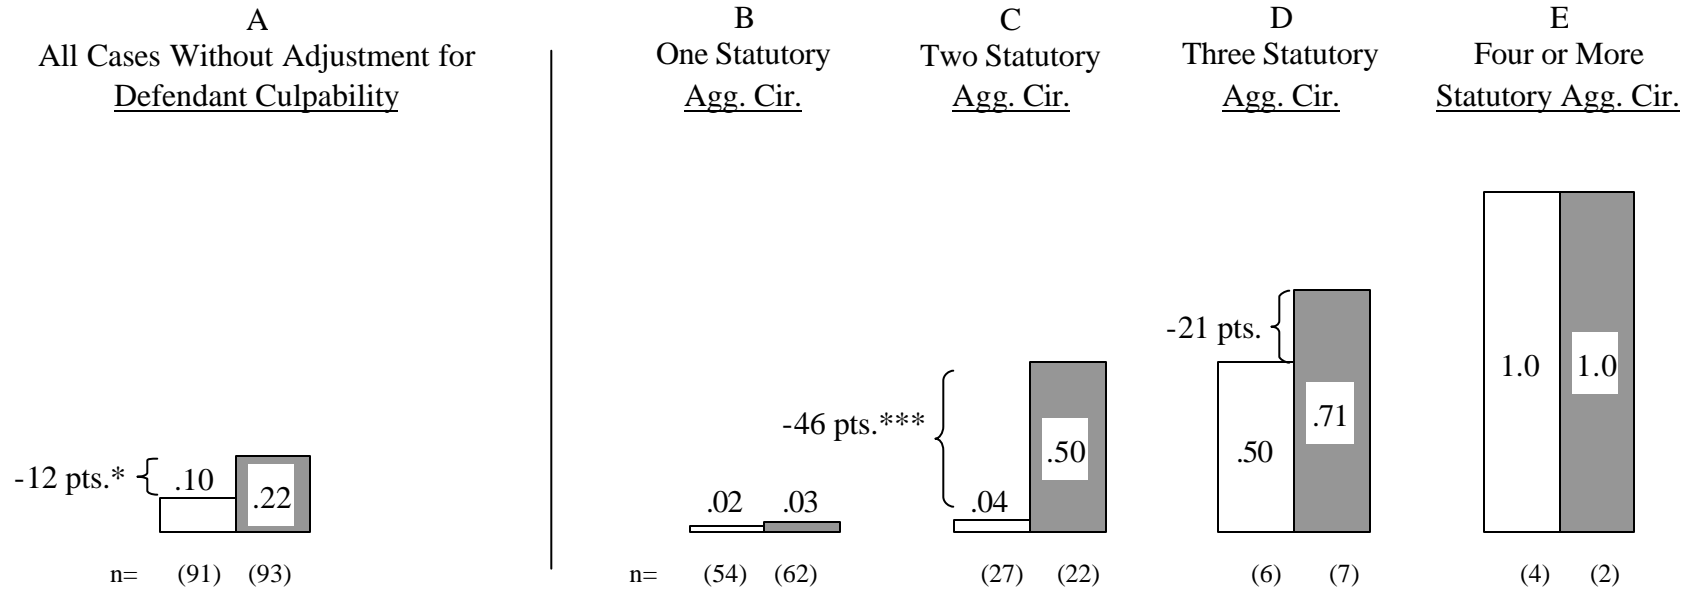 A
All Cases Without Adjustment for
Defendant Culpability
B
One Statutory
Agg. Cir.
C
Two Statutory
Agg. Cir.
D
Three Statutory
Agg. Cir.
E
Four or More
Statutory Agg. Cir.
-12 pts.*
.10
.22
.02
.03
-46 pts.***
.04
.50
-21 pts.
.50
.71
1.0
1.0
n= (91) (93)
n= (54) (62) (27) (22) (6) (7) (4) (2)